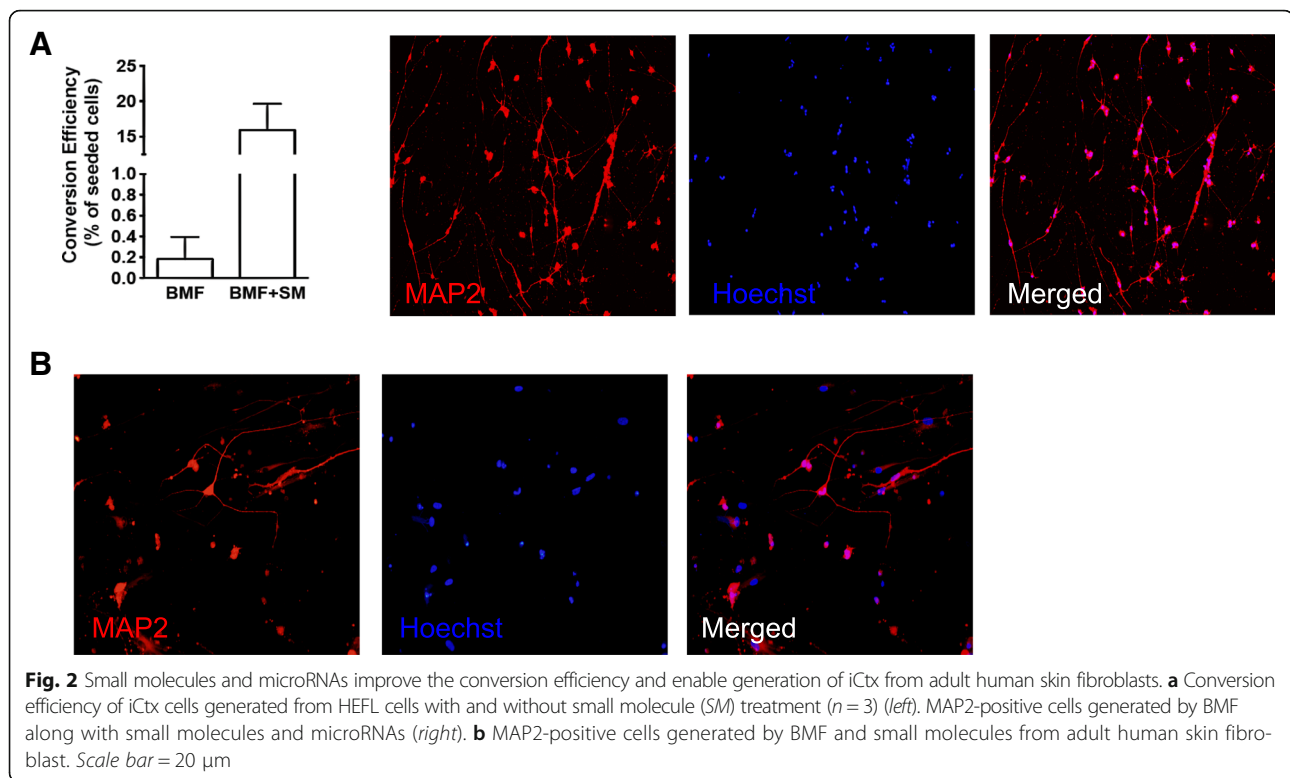 A
Conversion Efficiency
(% of seeded cells)
25
20
15
1.0
0.8
0.6
0.4
0.2
0.0
BMF
BMF+SM
MAP2
Hoechst
Merged
B
MAP2
Hoechst
Merged
Fig. 2 Small molecules and microRNAs improve the conversion efficiency and enable generation of iCtx from adult human skin fibroblasts. a Conversion
efficiency of iCtx cells generated from HEFL cells with and without small molecule (SM) treatment (n = 3) (left). MAP2-positive cells generated by BMF
along with small molecules and microRNAs (right). b MAP2-positive cells generated by BMF and small molecules from adult human skin fibro-
blast. Scale bar = 20 μm